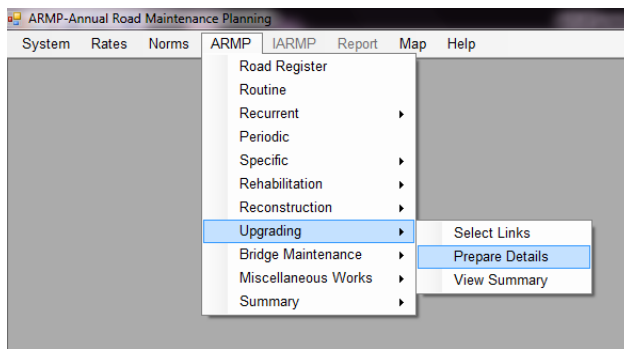 ARMP-Annual Road Maintenance Planning
System Rates Norms ARMP IARMP Report Map Help
Road Register
Routine
Recurrent
Periodic
Specific
Rehabilitation
Reconstruction
Upgrading
Select Links
Bridge Maintenance
Prepare Details
Miscellaneous Works
View Summary
Summary